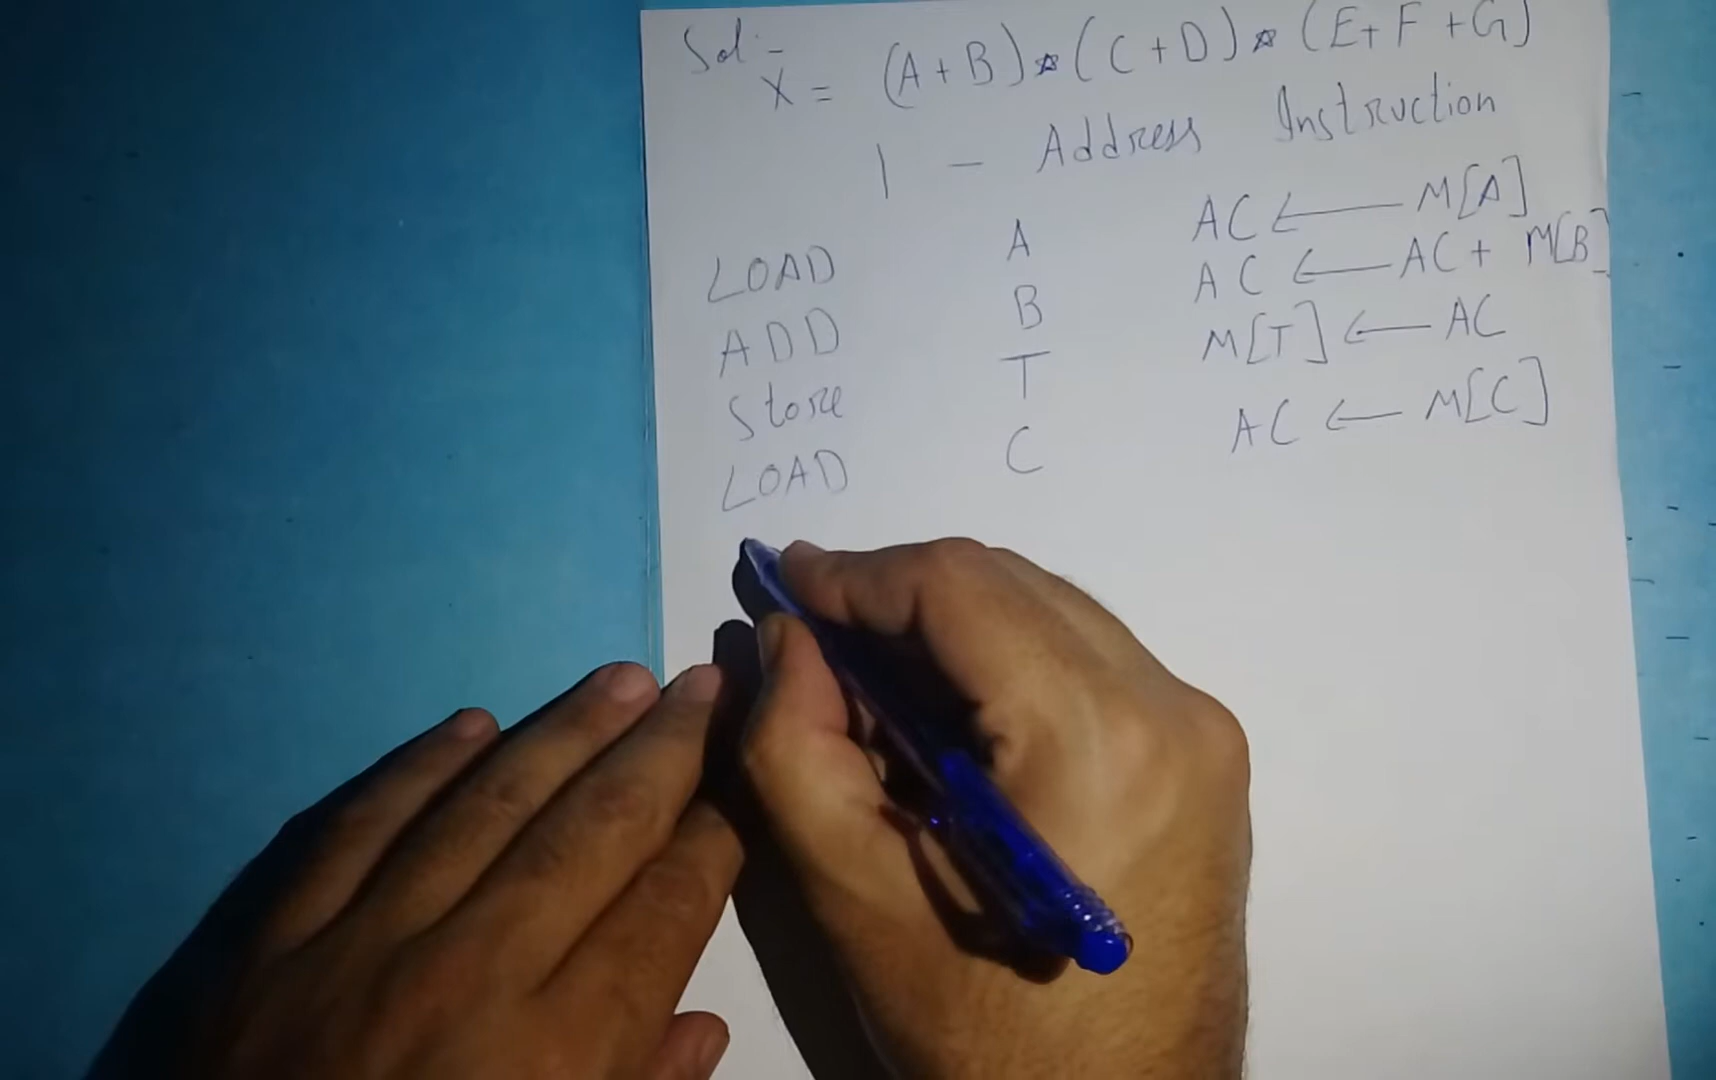 Sol:-
X = (A+B)*(C+D)*(E+F+G)
1 - Address Instruction
LOAD A AC ← M[A]
ADD B AC ← AC + M[B]
Store T M[T] ← AC
LOAD C AC ← M[C]